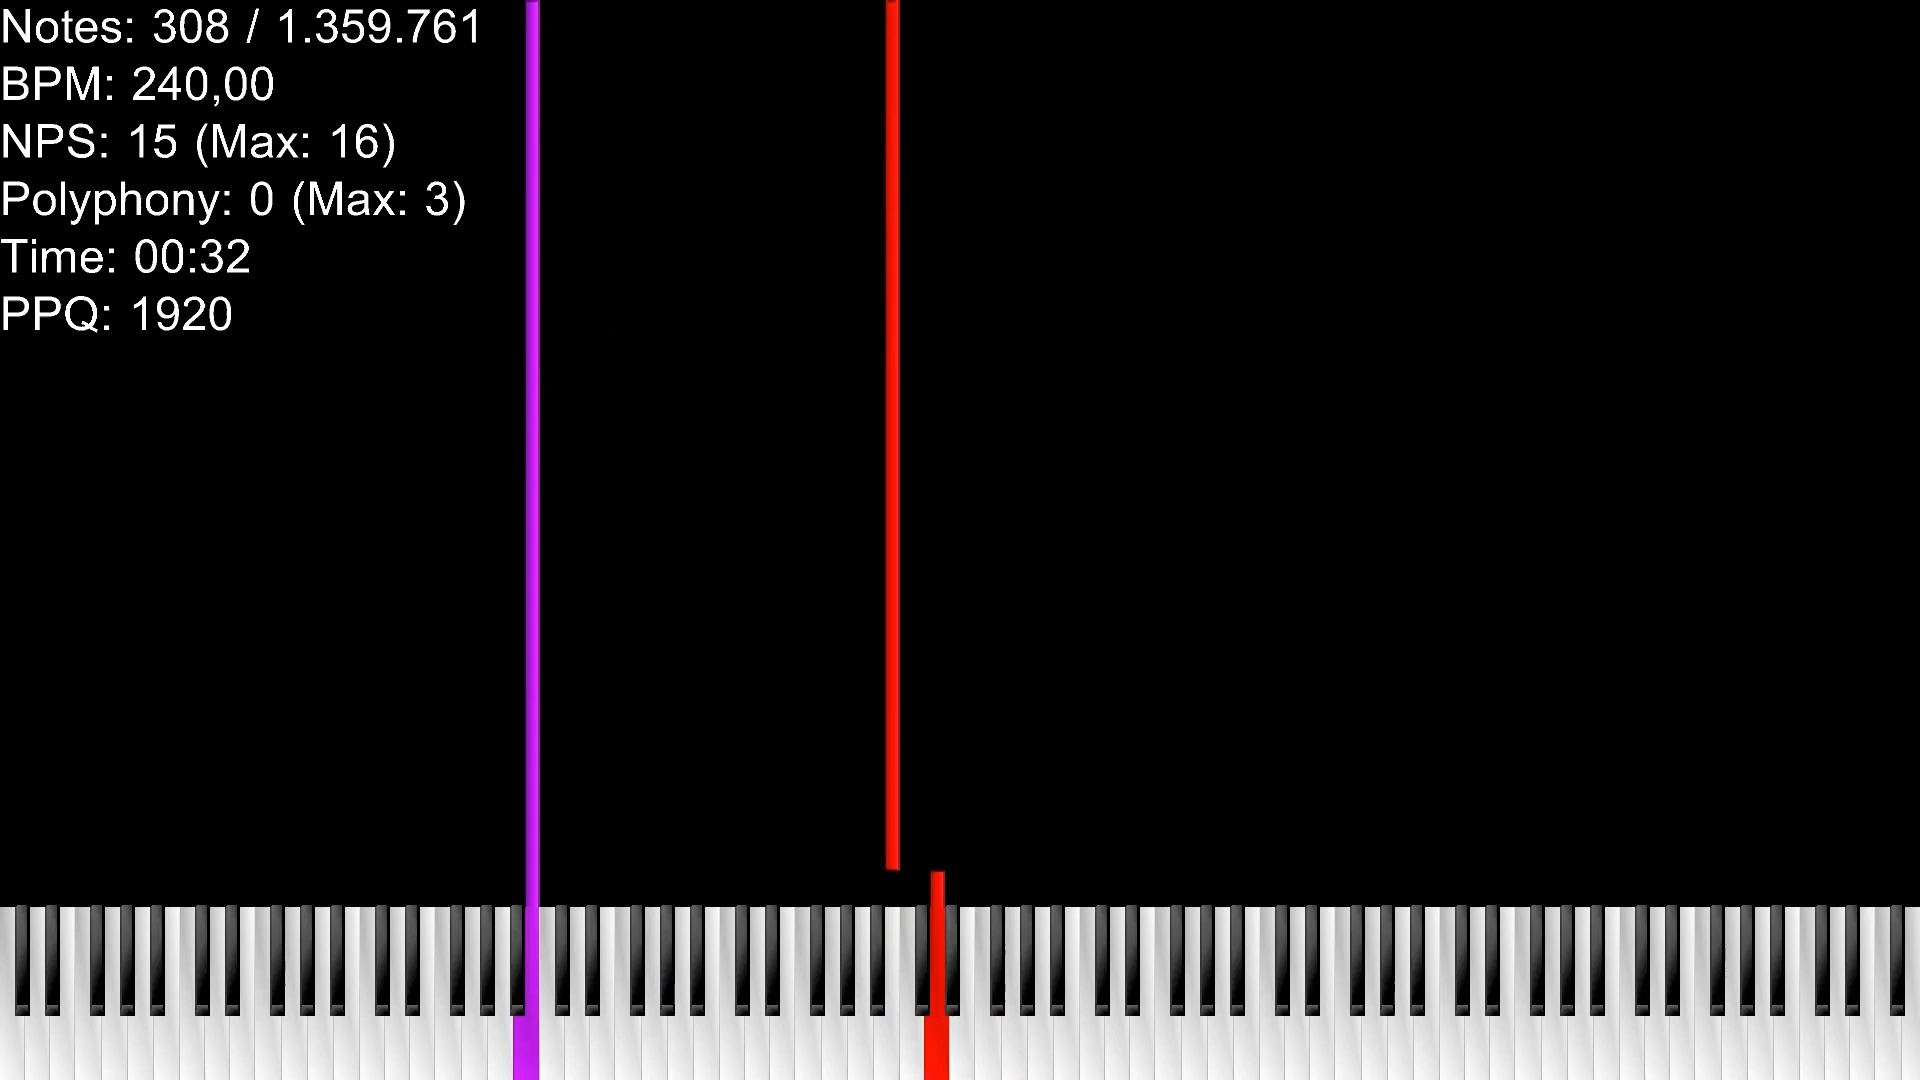 Notes: 308 / 1.359.761
BPM: 240,00
NPS: 15 (Max: 16)
Polyphony: 0 (Max: 3)
Time: 00:32
PPQ: 1920